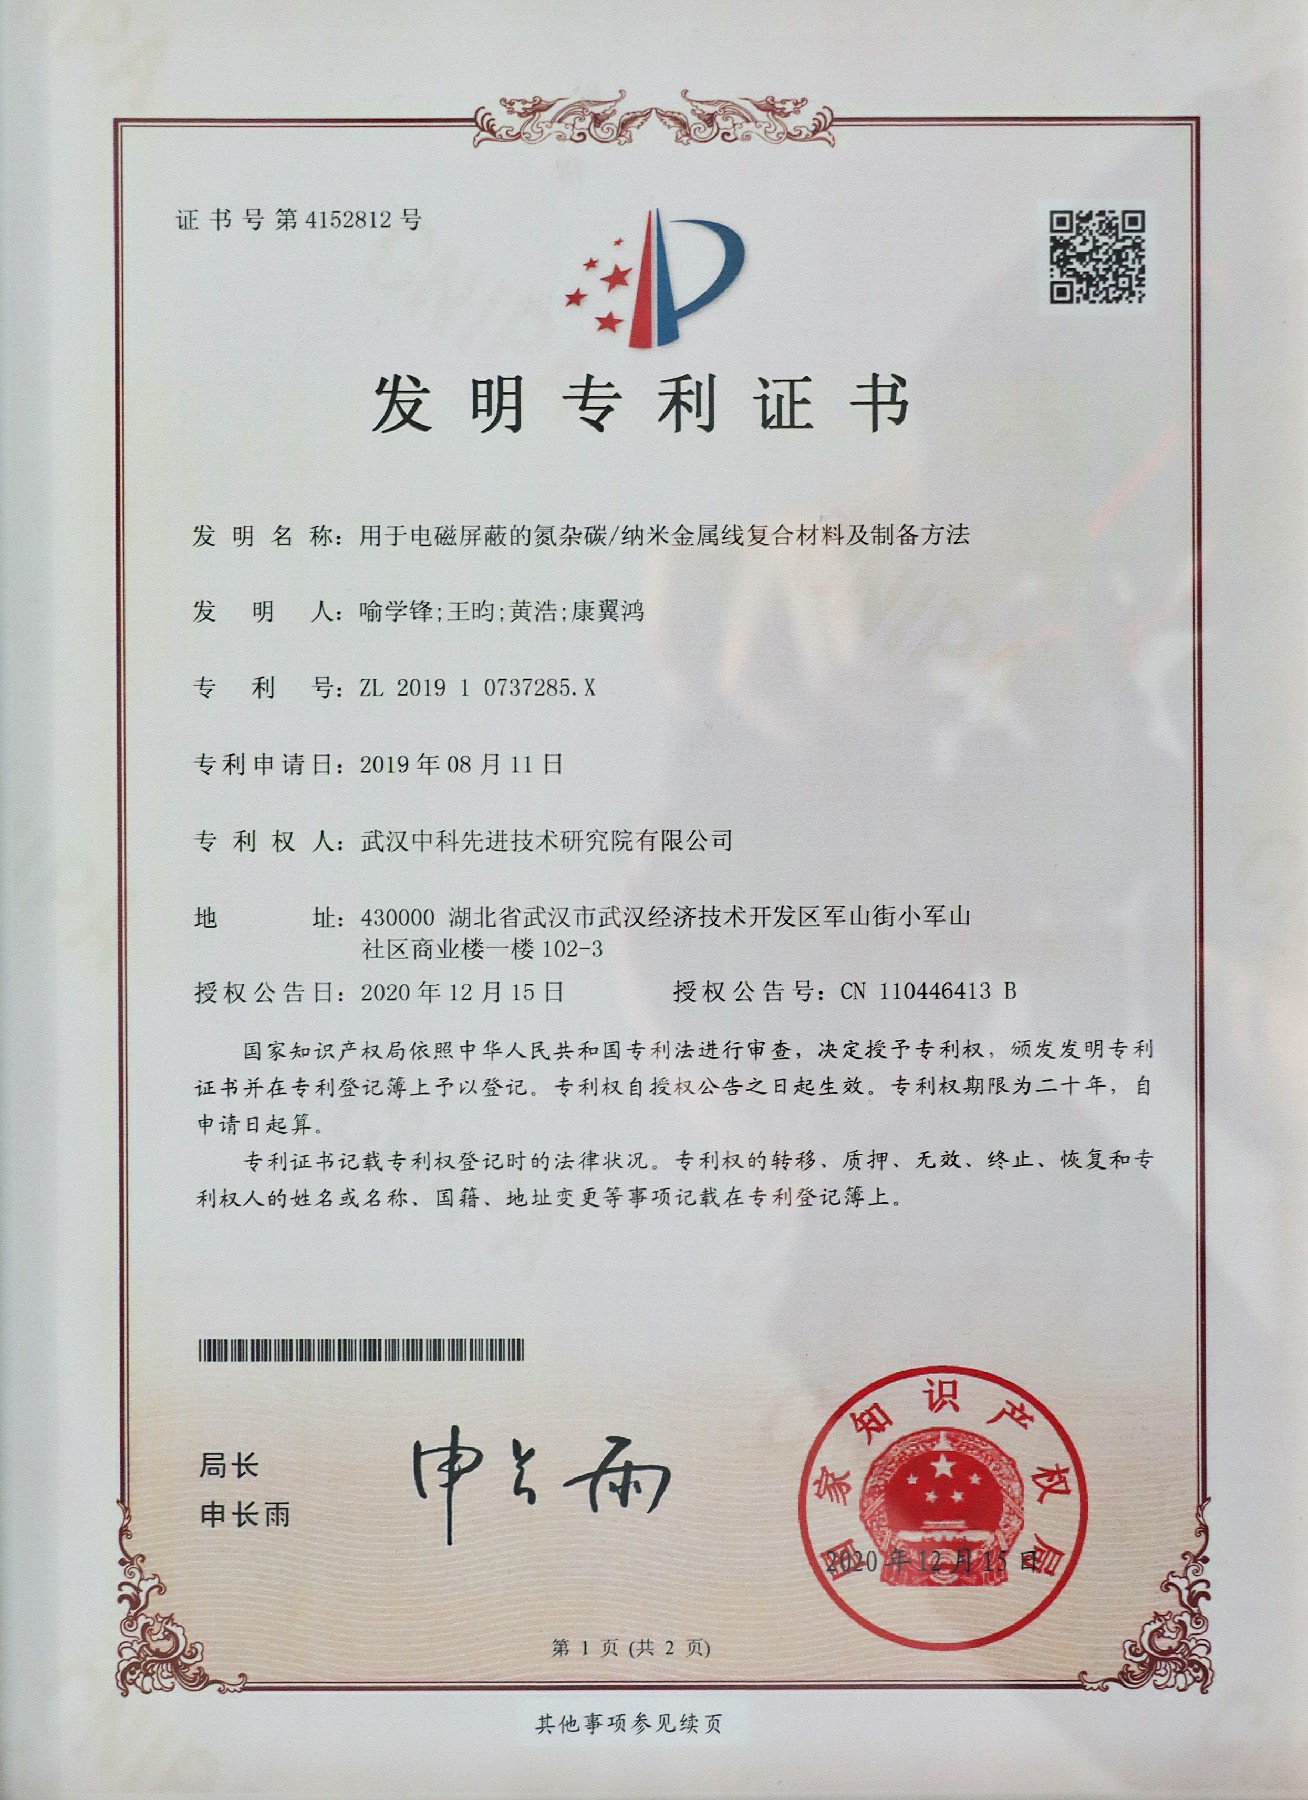 证书号第4152812号
发明专利证书
发明名称：用于电磁屏蔽的氮杂碳/纳米金属线复合材料及制备方法
发明人：喻学锋;王昀;黄浩;康翼鸿
专利号：ZL 2019 1 0737285.X
专利申请日：2019年08月11日
专利权人：武汉中科先进技术研究院有限公司
地址：430000 湖北省武汉市武汉经济技术开发区军山街小军山
社区商业楼一楼102-3
授权公告日：2020年12月15日 授权公告号：CN 110446413 B
国家知识产权局依照中华人民共和国专利法进行审查，决定授予专利权，颁发发明专利
证书并在专利登记簿上予以登记。专利权自授权公告之日起生效。专利权期限为二十年，自
申请日起算。
专利证书记载专利权登记时的法律状况。专利权的转移、质押、无效、终止、恢复和专
利权人的姓名或名称、国籍、地址变更等事项记载在专利登记簿上。
局长
申长雨
申长雨
国家知识产权局
2020年12月15日
第 1 页 (共 2 页)
其他事项参见续页